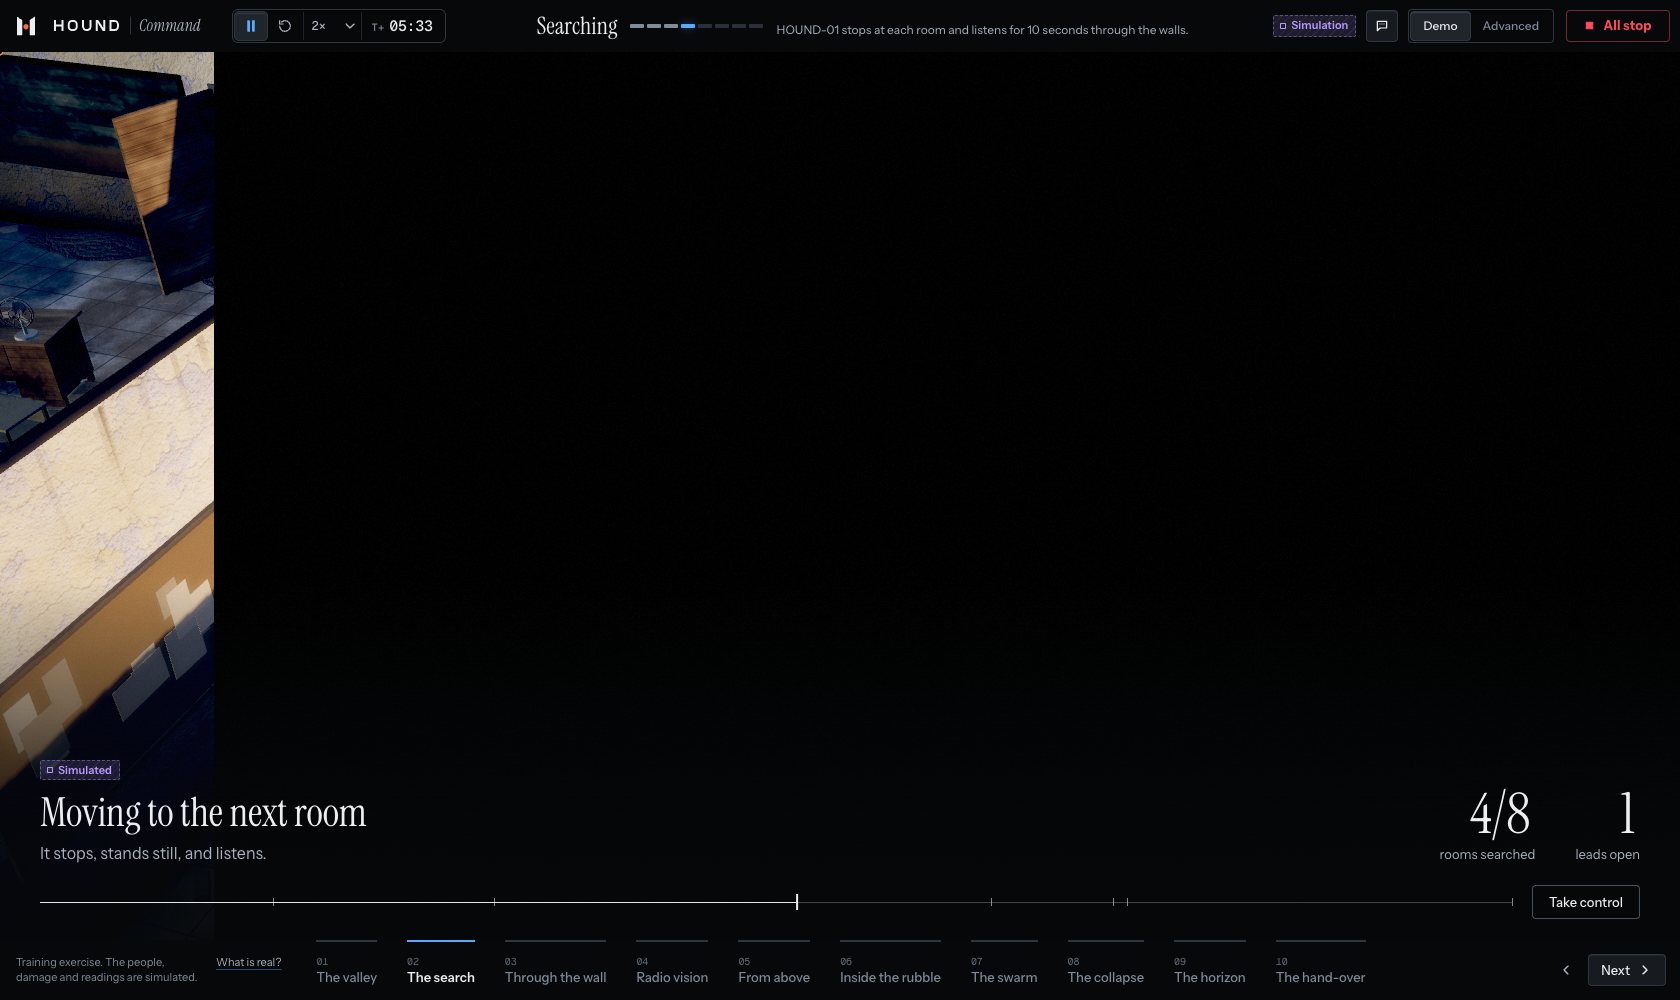 HOUND Command
2× T+ 05:33
Searching
HOUND-01 stops at each room and listens for 10 seconds through the walls.
Simulation
Demo Advanced
All stop
Simulated
Moving to the next room
It stops, stands still, and listens.
4/8
rooms searched
1
leads open
Take control
Training exercise. The people,
damage and readings are simulated.
What is real?
01
The valley
02
The search
03
Through the wall
04
Radio vision
05
From above
06
Inside the rubble
07
The swarm
08
The collapse
09
The horizon
10
The hand-over
Next